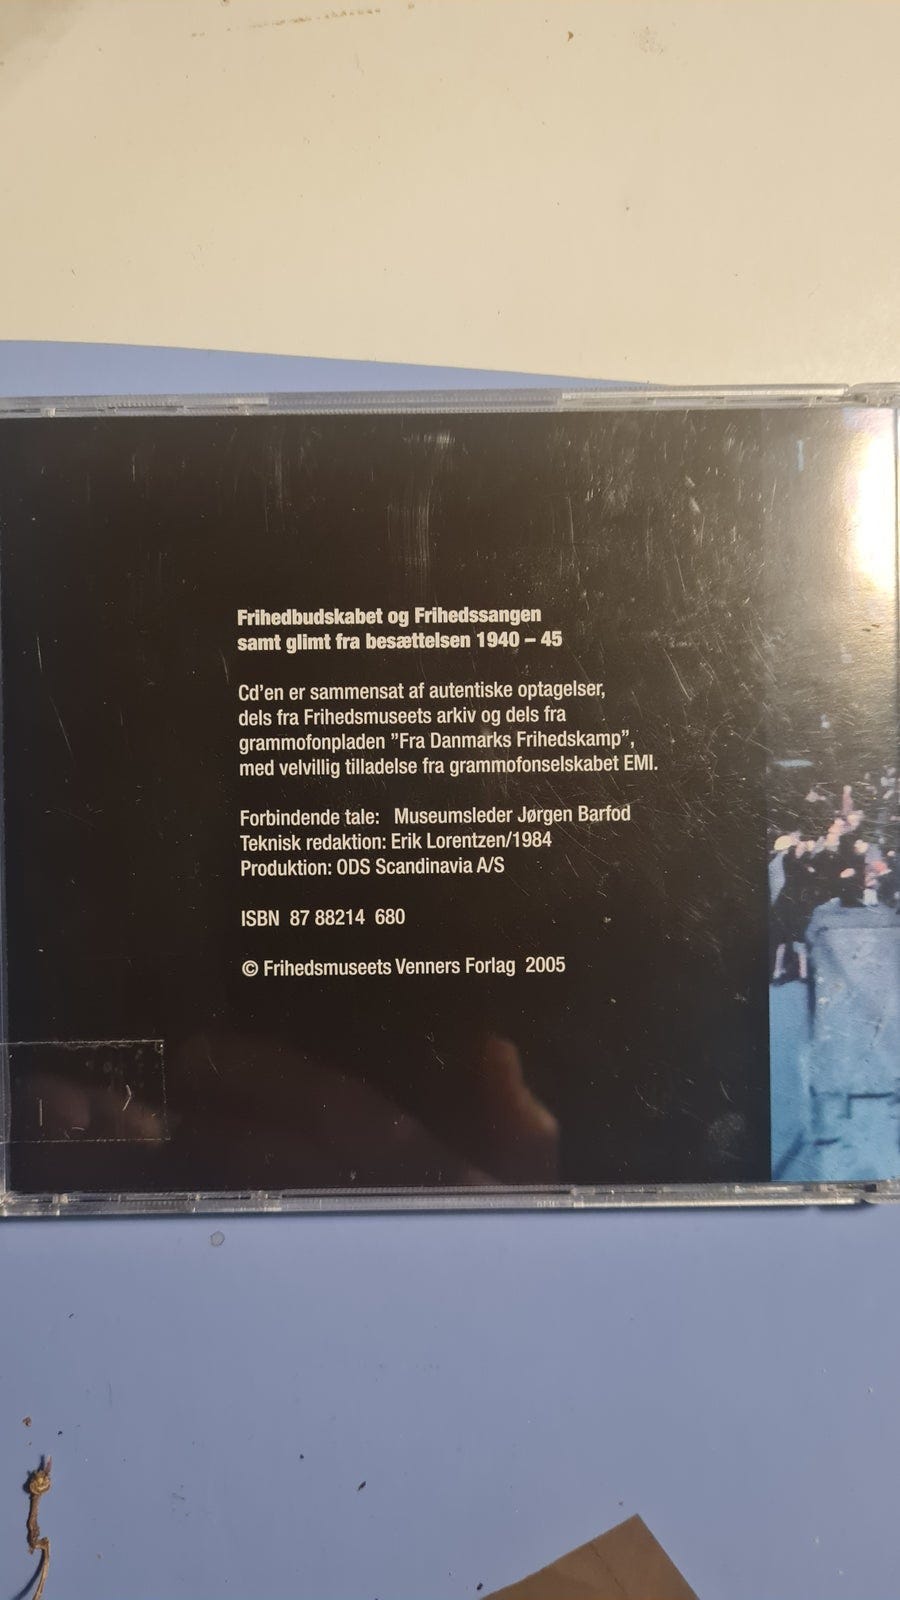 Frihedbudskabet og Frihedssangen
samt glimt fra besættelsen 1940 – 45
Cd'en er sammensat af autentiske optagelser,
dels fra Frihedsmuseets arkiv og dels fra
grammofonpladen ”Fra Danmarks Frihedskamp”,
med velvillig tilladelse fra grammofonselskabet EMI.
Forbindende tale: Museumsleder Jørgen Barfod
Teknisk redaktion: Erik Lorentzen/1984
Produktion: ODS Scandinavia A/S
ISBN 87 88214 680
© Frihedsmuseets Venners Forlag 2005